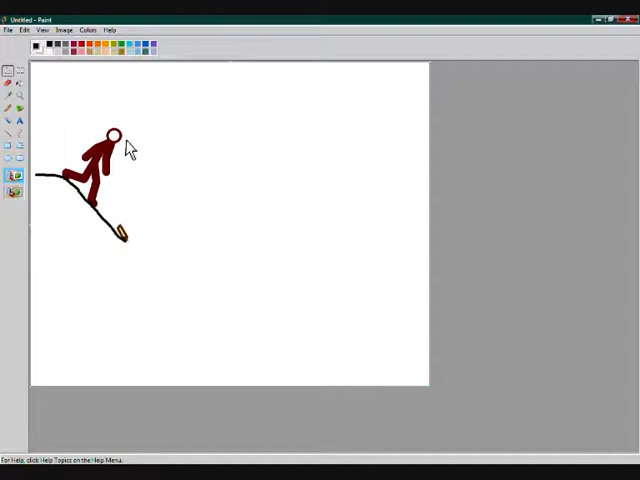 Untitled - Paint
File Edit View Image Colors Help
A
For Help, click Help Topics on the Help Menu.